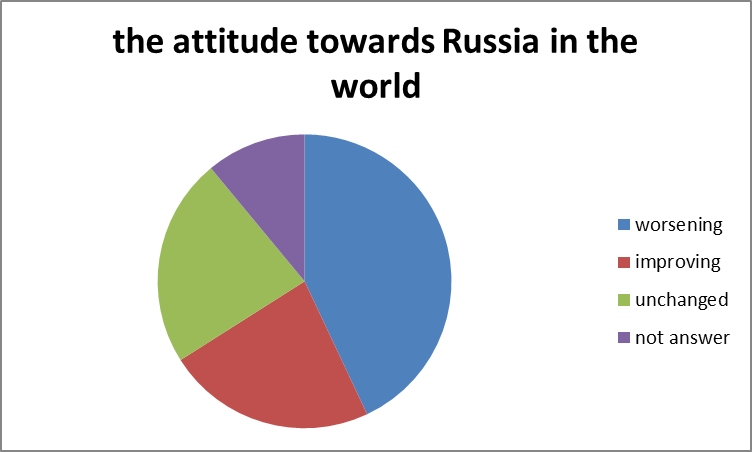 the attitude towards Russia in the
world
worsening
improving
unchanged
not answer